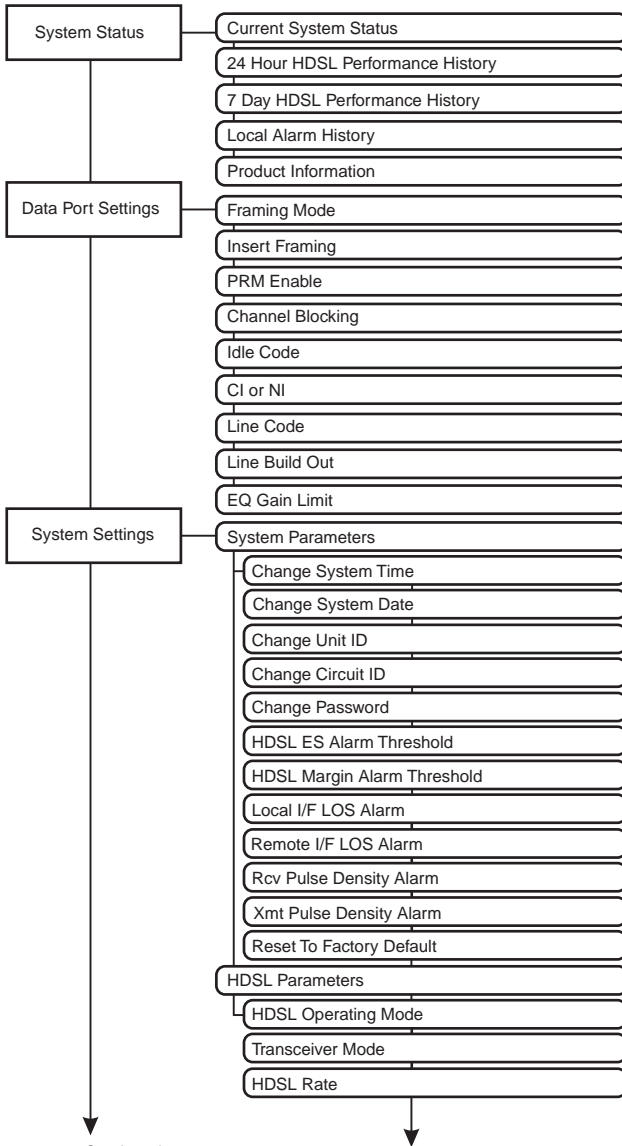 System Status
Current System Status
24 Hour HDSL Performance History
7 Day HDSL Performance History
Local Alarm History
Product Information
Data Port Settings
Framing Mode
Insert Framing
PRM Enable
Channel Blocking
Idle Code
CI or NI
Line Code
Line Build Out
EQ Gain Limit
System Settings
System Parameters
Change System Time
Change System Date
Change Unit ID
Change Circuit ID
Change Password
HDSL ES Alarm Threshold
HDSL Margin Alarm Threshold
Local I/F LOS Alarm
Remote I/F LOS Alarm
Rcv Pulse Density Alarm
Xmt Pulse Density Alarm
Reset To Factory Default
HDSL Parameters
HDSL Operating Mode
Transceiver Mode
HDSL Rate